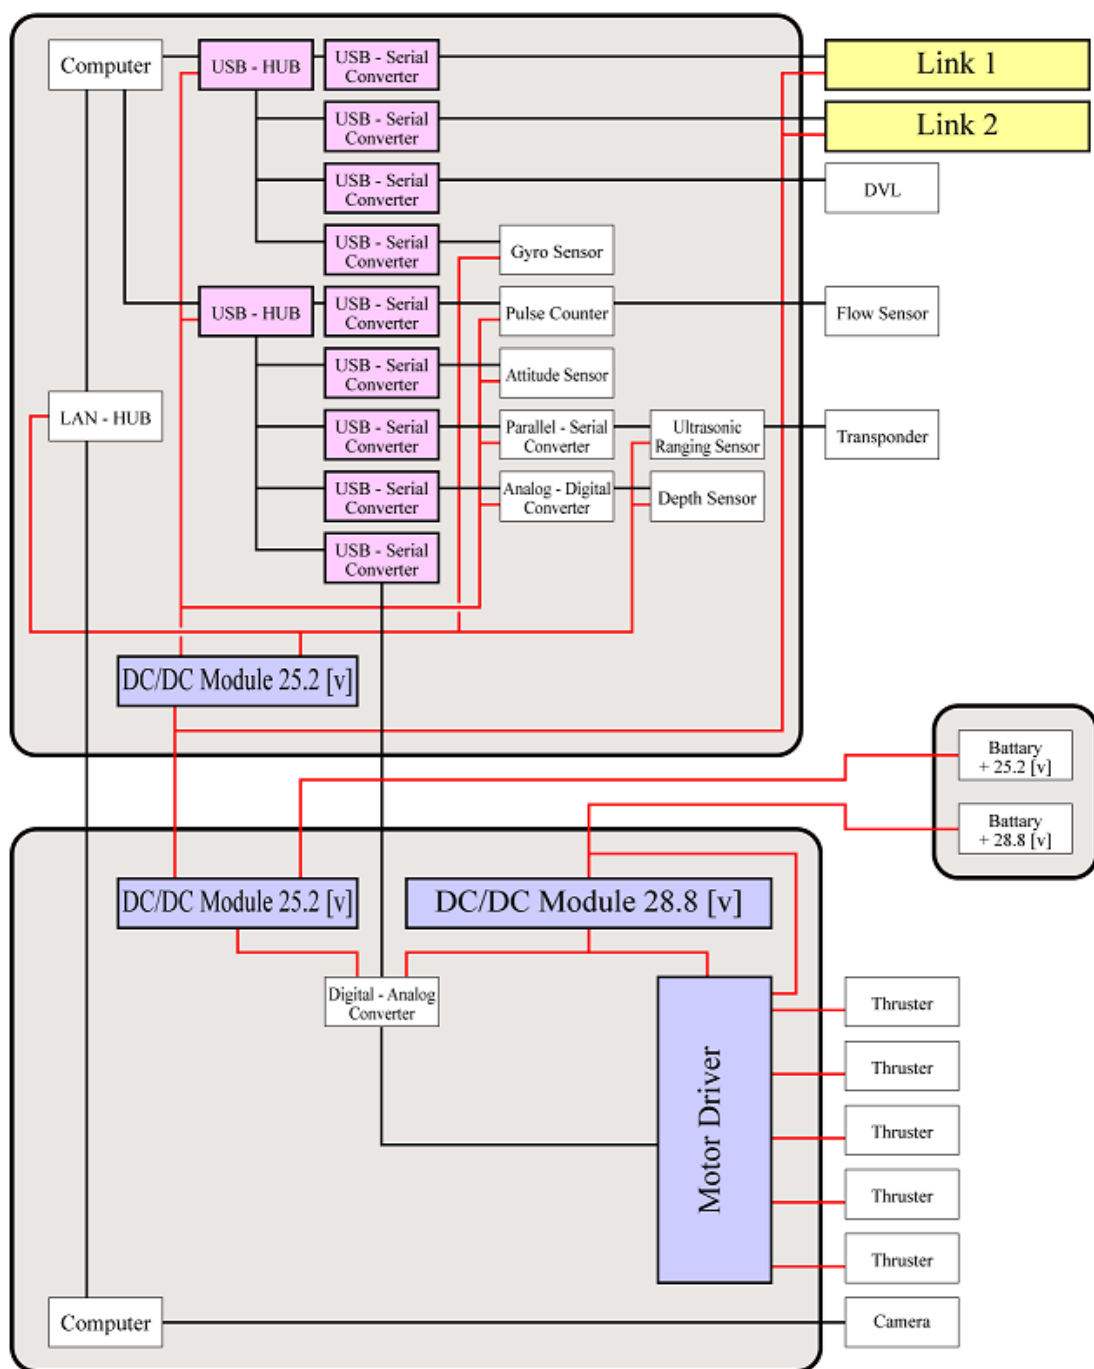 Computer
USB - HUB
USB - Serial
Converter
Link 1
USB - Serial
Converter
Link 2
USB - Serial
Converter
DVL
USB - Serial
Converter
Gyro Sensor
USB - HUB
USB - Serial
Converter
Pulse Counter
Flow Sensor
USB - Serial
Converter
Attitude Sensor
LAN - HUB
USB - Serial
Converter
Parallel - Serial
Converter
Ultrasonic
Ranging Sensor
Transponder
USB - Serial
Converter
Analog - Digital
Converter
Depth Sensor
USB - Serial
Converter
DC/DC Module 25.2 [v]
Battary
+ 25.2 [v]
Battary
+ 28.8 [v]
DC/DC Module 25.2 [v]
DC/DC Module 28.8 [v]
Digital - Analog
Converter
Motor Driver
Thruster
Thruster
Thruster
Thruster
Thruster
Computer
Camera